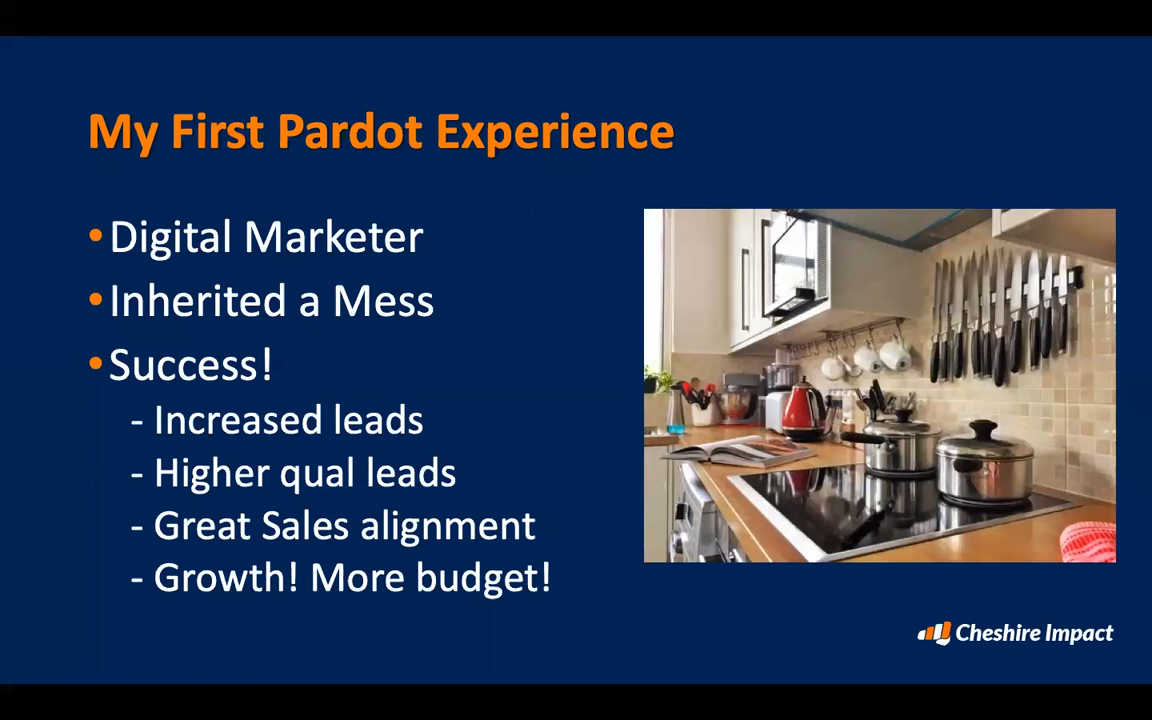 My First Pardot Experience
•Digital Marketer
•Inherited a Mess
•Success!
- Increased leads
- Higher qual leads
- Great Sales alignment
- Growth! More budget!
Cheshire Impact